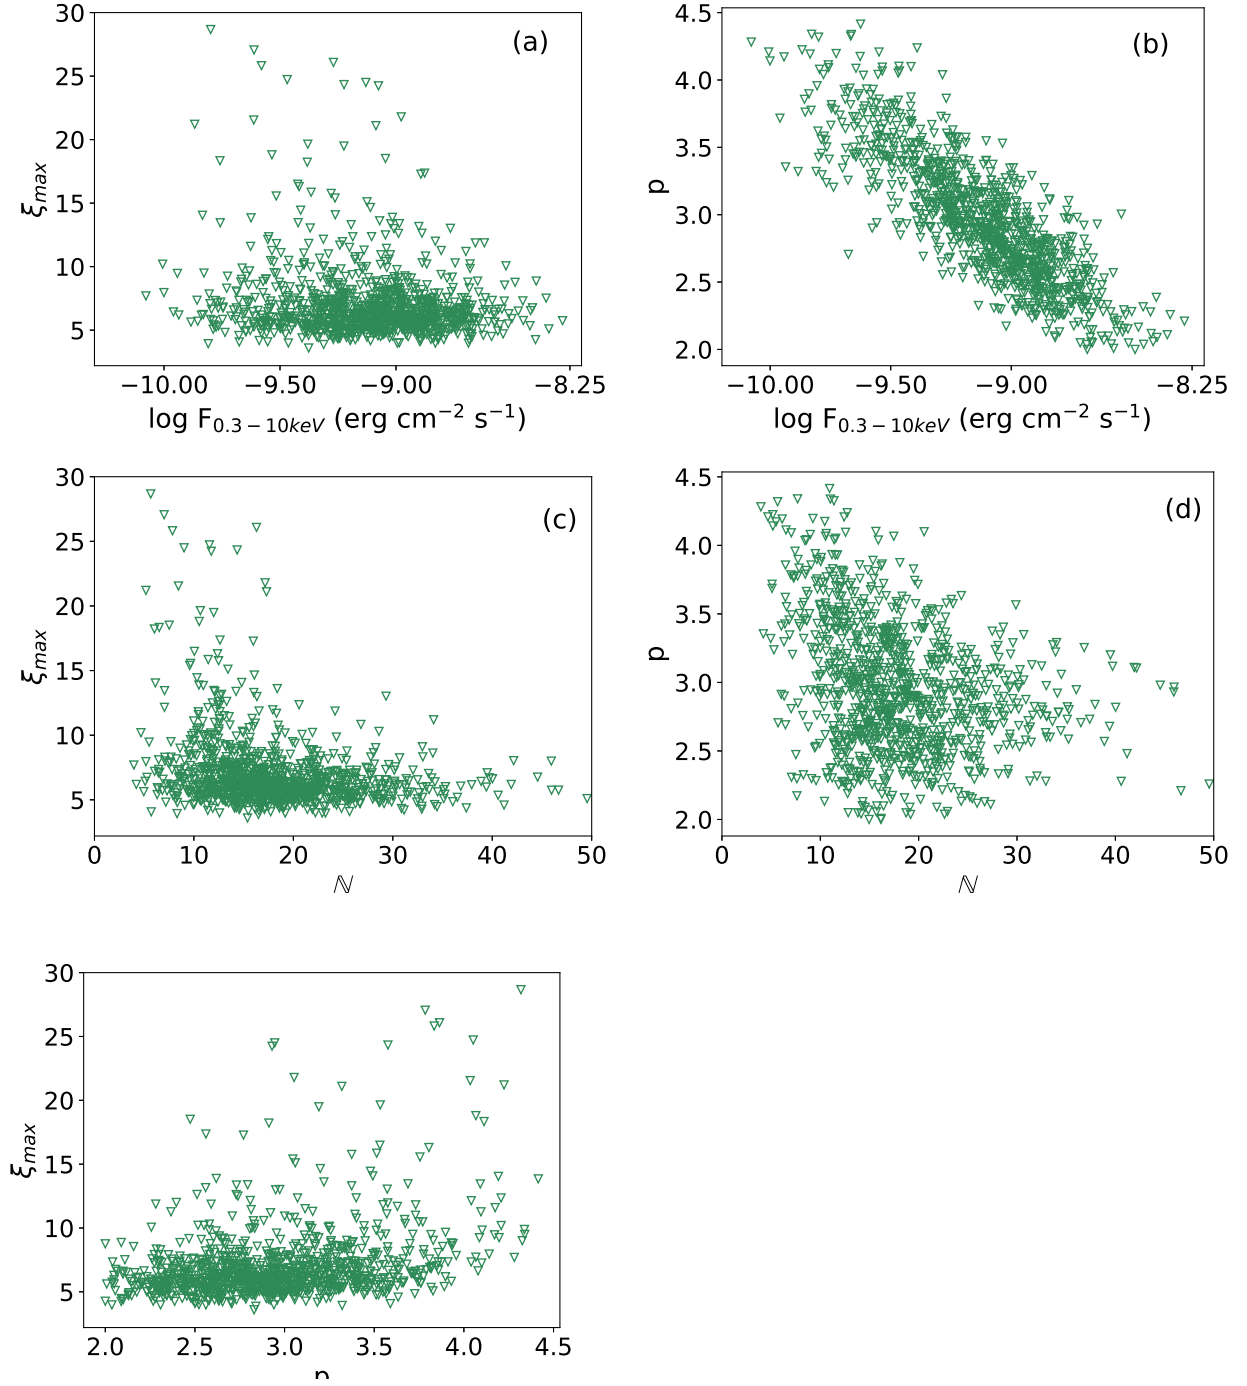 30
25
20
15
10
5
ξmax
(a)
−10.00 −9.50 −9.00 −8.25
log F0.3 − 10keV (erg cm−2 s−1)
4.5
4.0
3.5
3.0
2.5
2.0
p
(b)
−10.00 −9.50 −9.00 −8.25
log F0.3 − 10keV (erg cm−2 s−1)
30
25
20
15
10
5
ξmax
(c)
0 10 20 30 40 50
ℕ
4.5
4.0
3.5
3.0
2.5
2.0
p
(d)
0 10 20 30 40 50
ℕ
30
25
20
15
10
5
ξmax
2.0 2.5 3.0 3.5 4.0 4.5
p